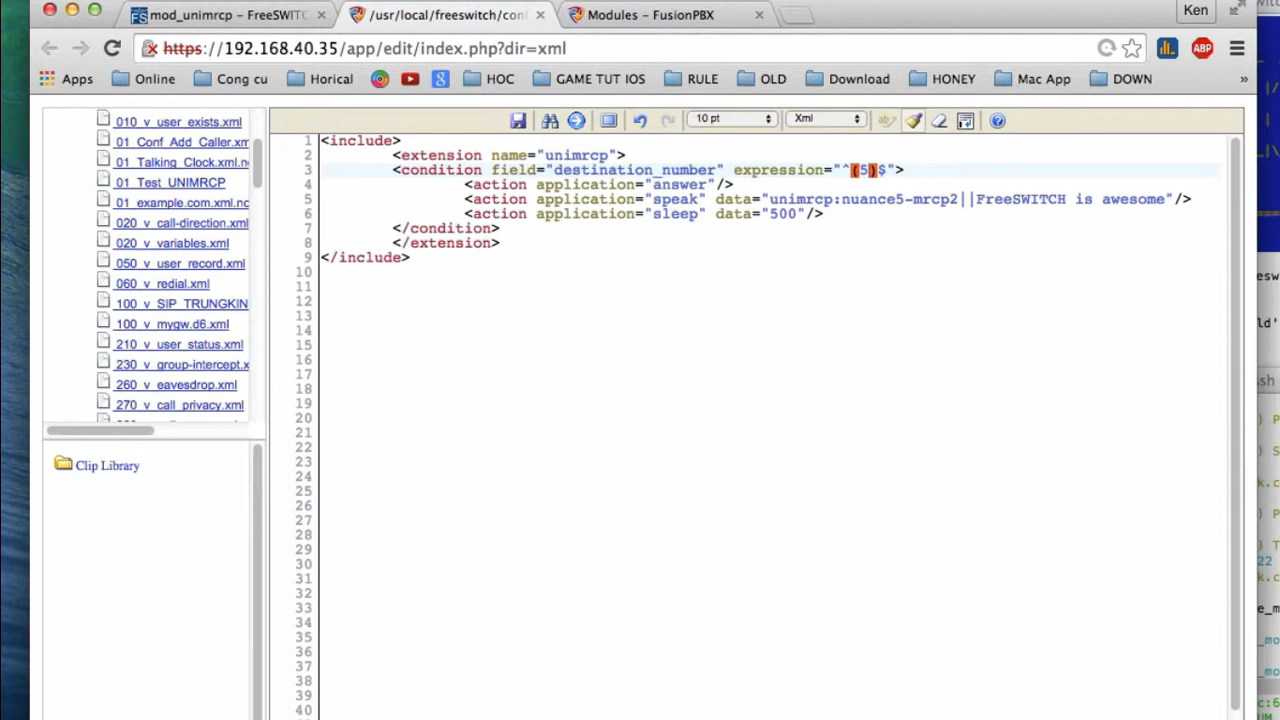 mod_unimrcp – FreeSWITC
/usr/local/freeswitch/con
Modules - FusionPBX
Ken
https://192.168.40.35/app/edit/index.php?dir=xml
ABP
Apps
Online
Cong cu
Horical
HOC
GAME TUT IOS
RULE
OLD
Download
HONEY
Mac App
DOWN
»
010_v_user_exists.xml
01_Conf_Add_Caller.xm
01_Talking_Clock.xml.n
01_Test_UNIMRCP
01_example.com.xml.no
020_v_call-direction.xml
020_v_variables.xml
050_v_user_record.xml
060_v_redial.xml
100_v_SIP_TRUNGKIN
100_v_mygw.d6.xml
210_v_user_status.xml
230_v_group-intercept.x
260_v_eavesdrop.xml
270_v_call_privacy.xml
Clip Library
10 pt
Xml
1 <include>
2 <extension name="unimrcp">
3 <condition field="destination_number" expression="^(5)$">
4 <action application="answer"/>
5 <action application="speak" data="unimrcp:nuance5-mrcp2||FreeSWITCH is awesome"/>
6 <action application="sleep" data="500"/>
7 </condition>
8 </extension>
9 </include>
10
11
12
13
14
15
16
17
18
19
20
21
22
23
24
25
26
27
28
29
30
31
32
33
34
35
36
37
38
39
40